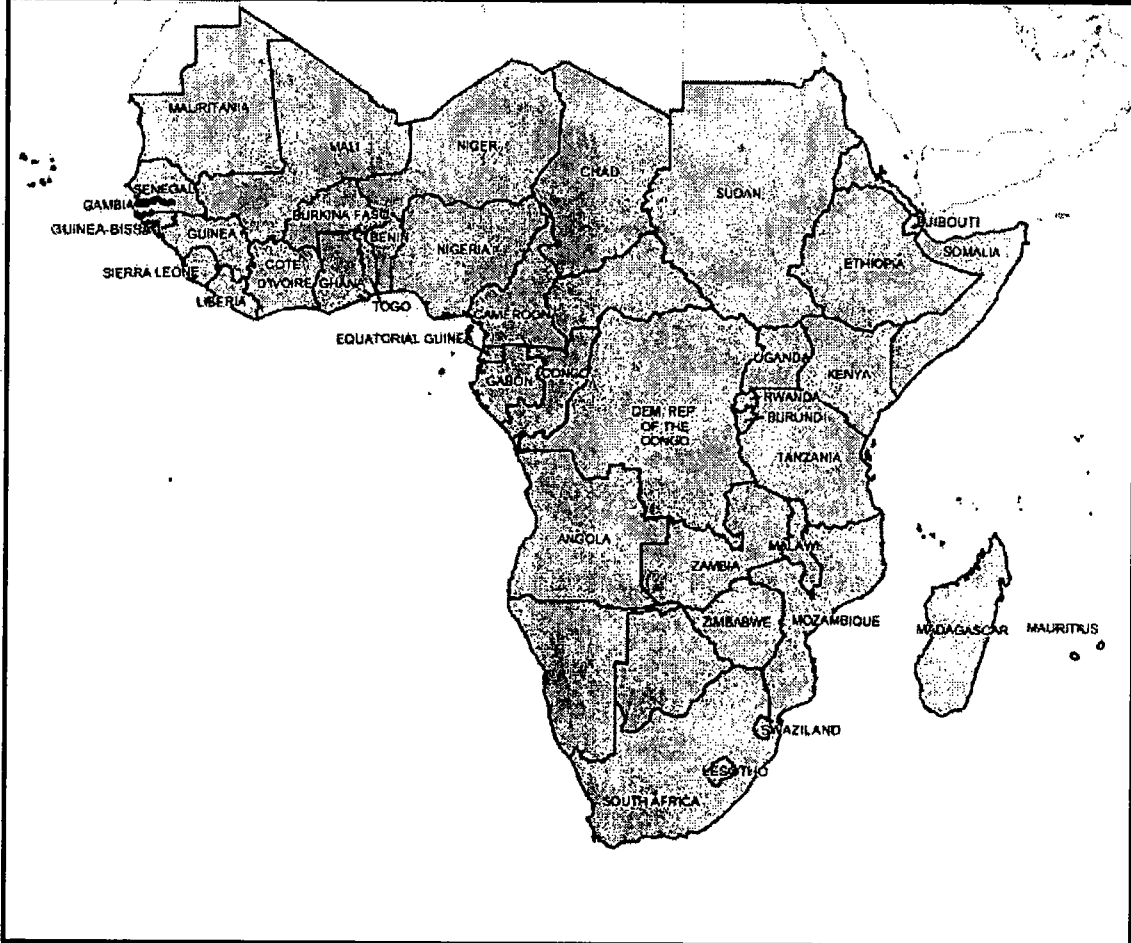 MAURITANIA
MALI
NIGER
CHAD
SUDAN
SENEGAL
GAMBIA
BURKINA FASO
DJIBOUTI
GUINEA-BISSAU
GUINEA
BENIN
NIGERIA
SOMALIA
ETHIOPIA
SIERRA LEONE
COTE
D'IVOIRE
GHANA
LIBERIA
TOGO
CAMEROON
EQUATORIAL GUINEA
UGANDA
GABON
CONGO
KENYA
RWANDA
DEM. REP
OF THE
CONGO
BURUNDI
TANZANIA
ANGOLA
MALAWI
ZAMBIA
ZIMBABWE
MOZAMBIQUE
MADAGASCAR
MAURITIUS
SWAZILAND
LESOTHO
SOUTH AFRICA